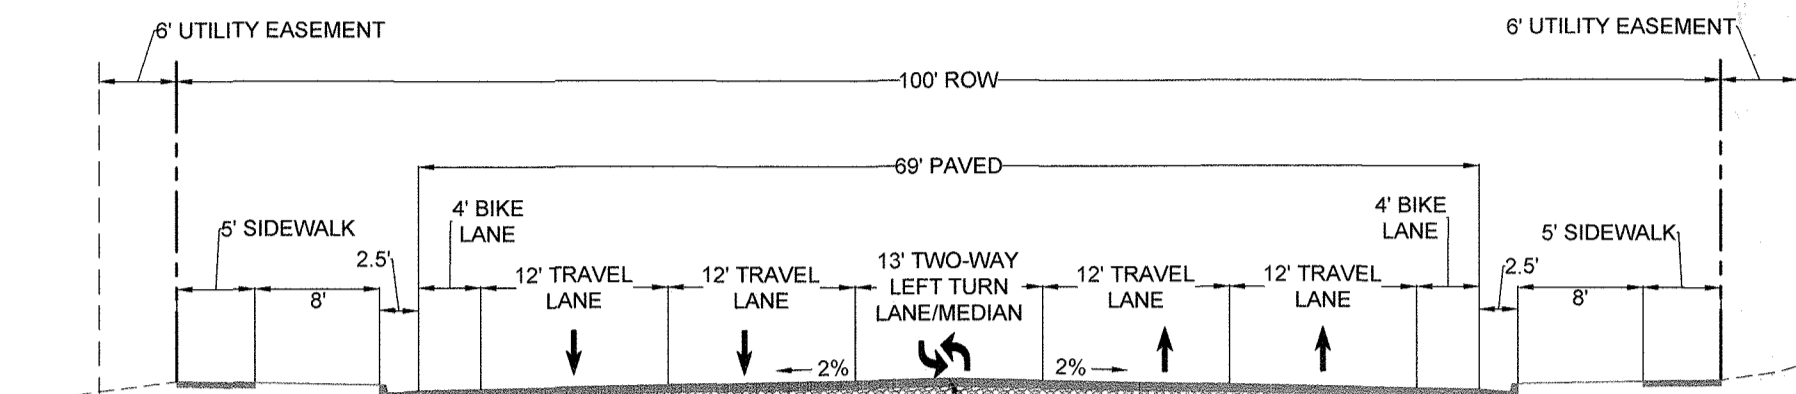 6' UTILITY EASEMENT
6' UTILITY EASEMENT
100' ROW
69' PAVED
4' BIKE
LANE
4' BIKE
LANE
5' SIDEWALK
5' SIDEWALK
2.5'
2.5'
8'
12' TRAVEL
LANE
12' TRAVEL
LANE
13' TWO-WAY
LEFT TURN
LANE/MEDIAN
12' TRAVEL
LANE
12' TRAVEL
LANE
8'
2%
2%